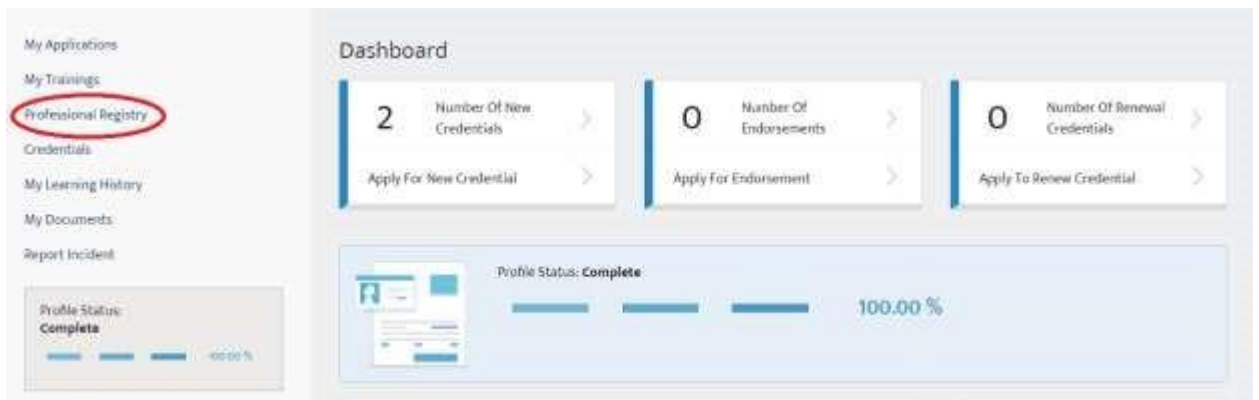 My Applications
My Trainings
Professional Registry
Credentials
My Learning History
My Documents
Report Incident
Profile Status:
Complete
100.00 %
Dashboard
2
Number Of New
Credentials
Apply For New Credential
0
Number Of
Endorsements
Apply For Endorsement
0
Number Of Renewal
Credentials
Apply To Renew Credential
Profile Status: Complete
100.00 %